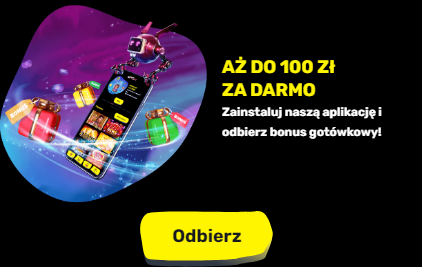 AŻ DO 100 Zł
ZA DARMO
Zainstaluj naszą aplikację i
odbierz bonus gotówkowy!
Odbierz